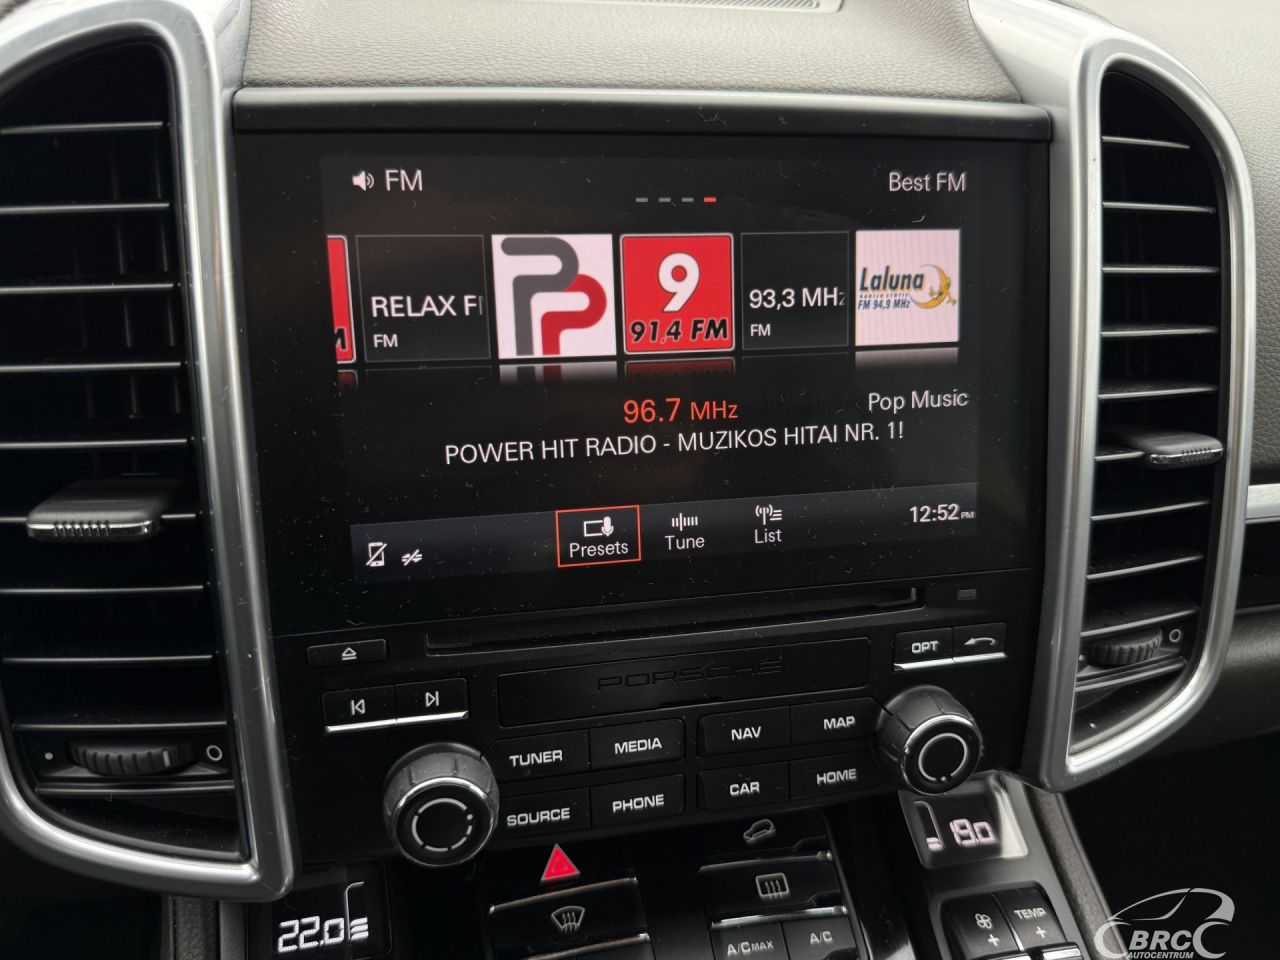 FM
Best FM
M
RELAX F
FM
9
91,4 FM
93,3 MHz
FM
Laluna
FM 94,9 MHz
96.7 MHz
Pop Music
POWER HIT RADIO - MUZIKOS HITAI NR. 1!
Presets
Tune
List
12:52 PM
OPT
PORSCHE
TUNER
MEDIA
NAV
MAP
SOURCE
PHONE
CAR
HOME
19.0
22.0
A/C MAX
A/C
TEMP
+
+
BRC
AUTOCENTRUM